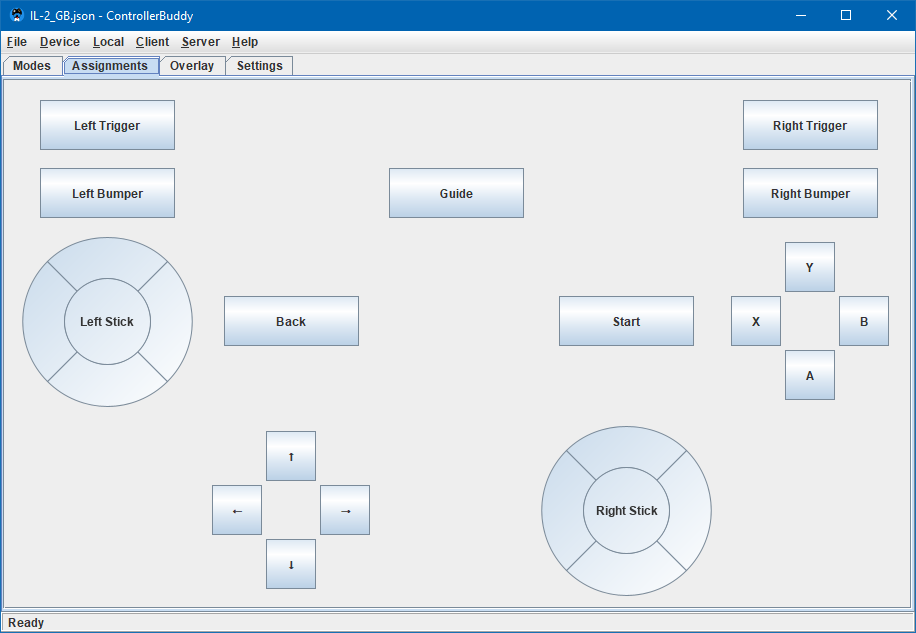 IL-2_GB.json - ControllerBuddy
File Device Local Client Server Help
Modes Assignments Overlay Settings
Left Trigger
Right Trigger
Left Bumper
Guide
Right Bumper
Y
Left Stick
Back
Start
X
B
A
↑
←
→
Right Stick
↓
Ready